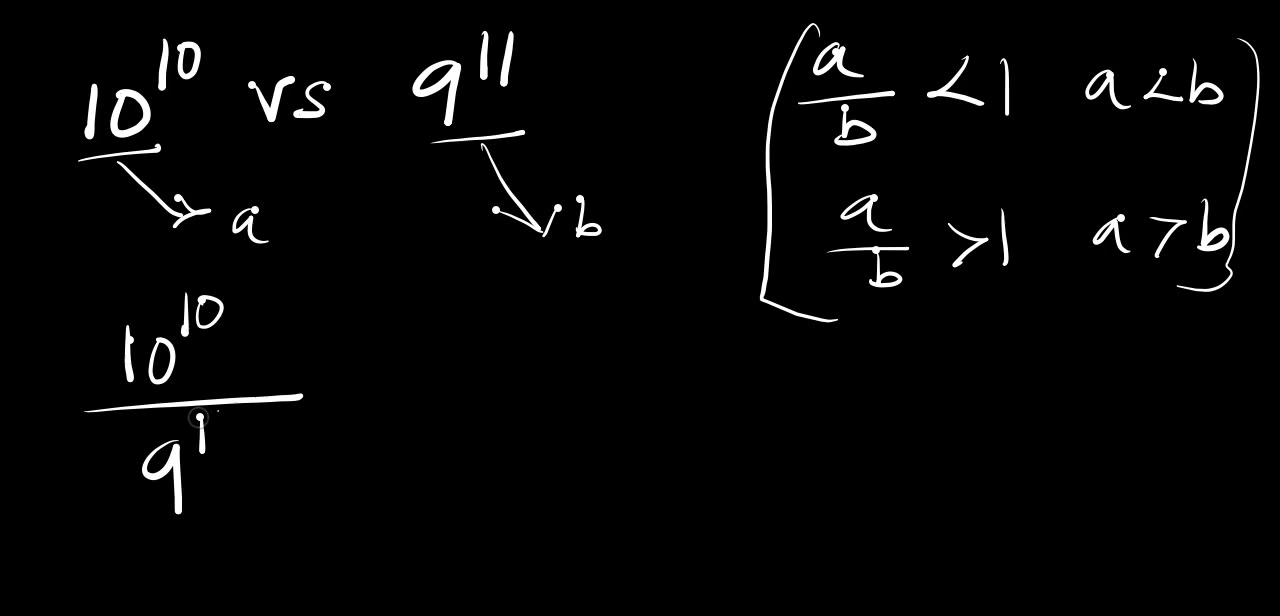 10^10 vs 9^11
a b
a/b <1 a<b
a/b >1 a>b
10^10
9^1